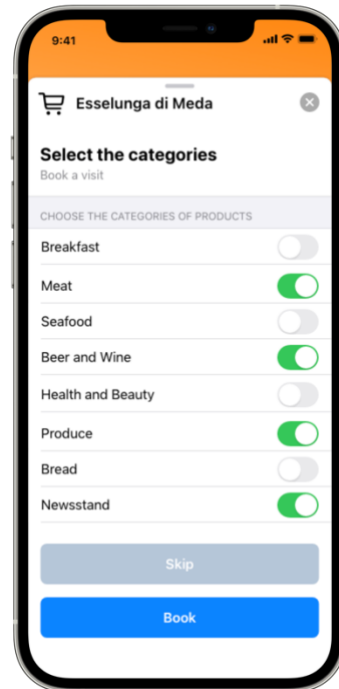 9:41
Esselunga di Meda
Select the categories
Book a visit
CHOOSE THE CATEGORIES OF PRODUCTS
Breakfast
Meat
Seafood
Beer and Wine
Health and Beauty
Produce
Bread
Newsstand
Skip
Book